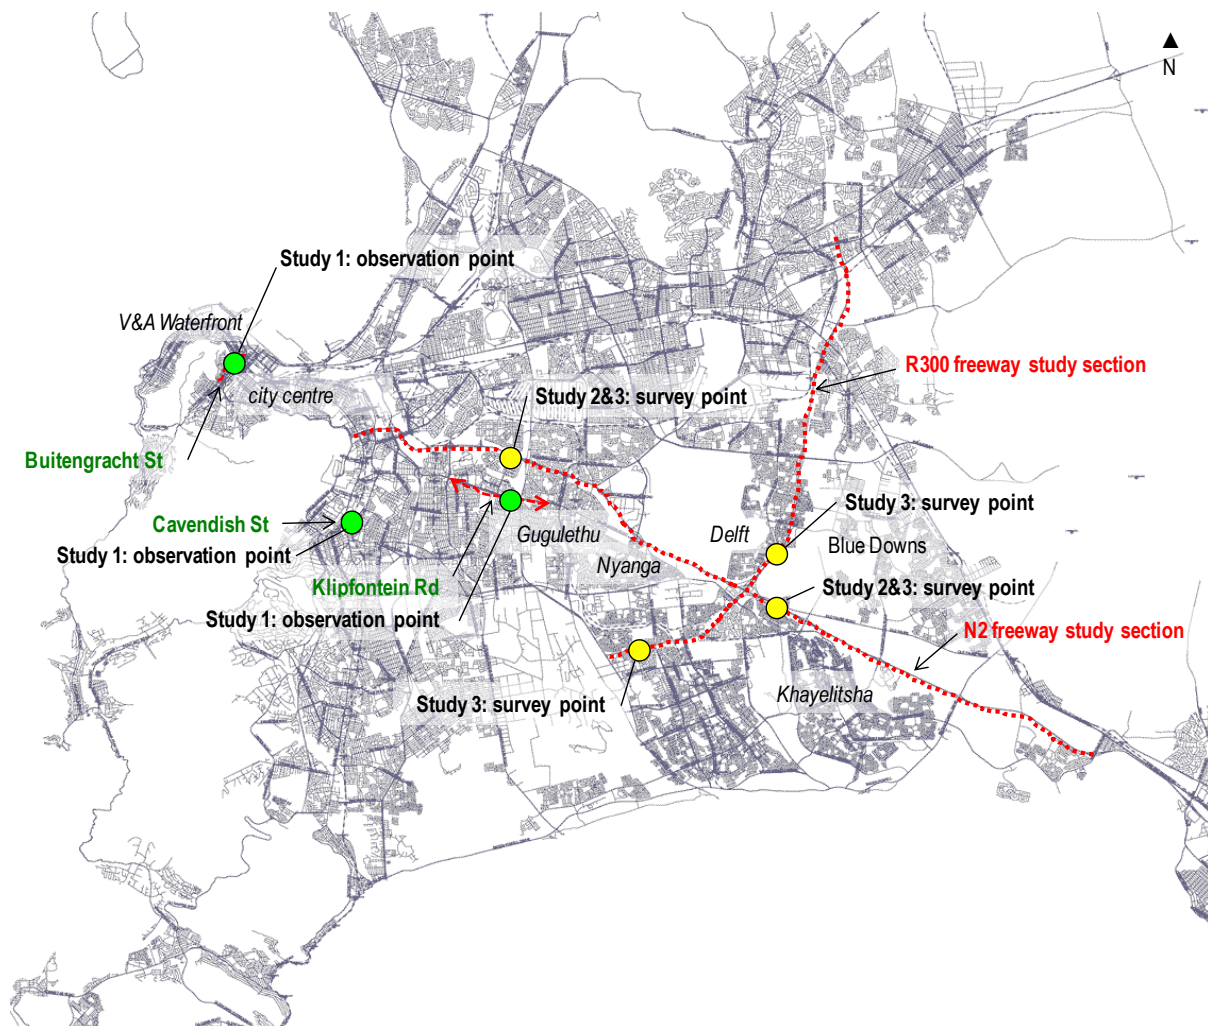 ▲
N
Study 1: observation point
V&A Waterfront
R300 freeway study section
city centre
Study 2&3: survey point
Buitengracht St
Study 3: survey point
Cavendish St
Gugulethu
Delft
Blue Downs
Study 1: observation point
Nyanga
Klipfontein Rd
Study 2&3: survey point
Study 1: observation point
N2 freeway study section
Khayelitsha
Study 3: survey point